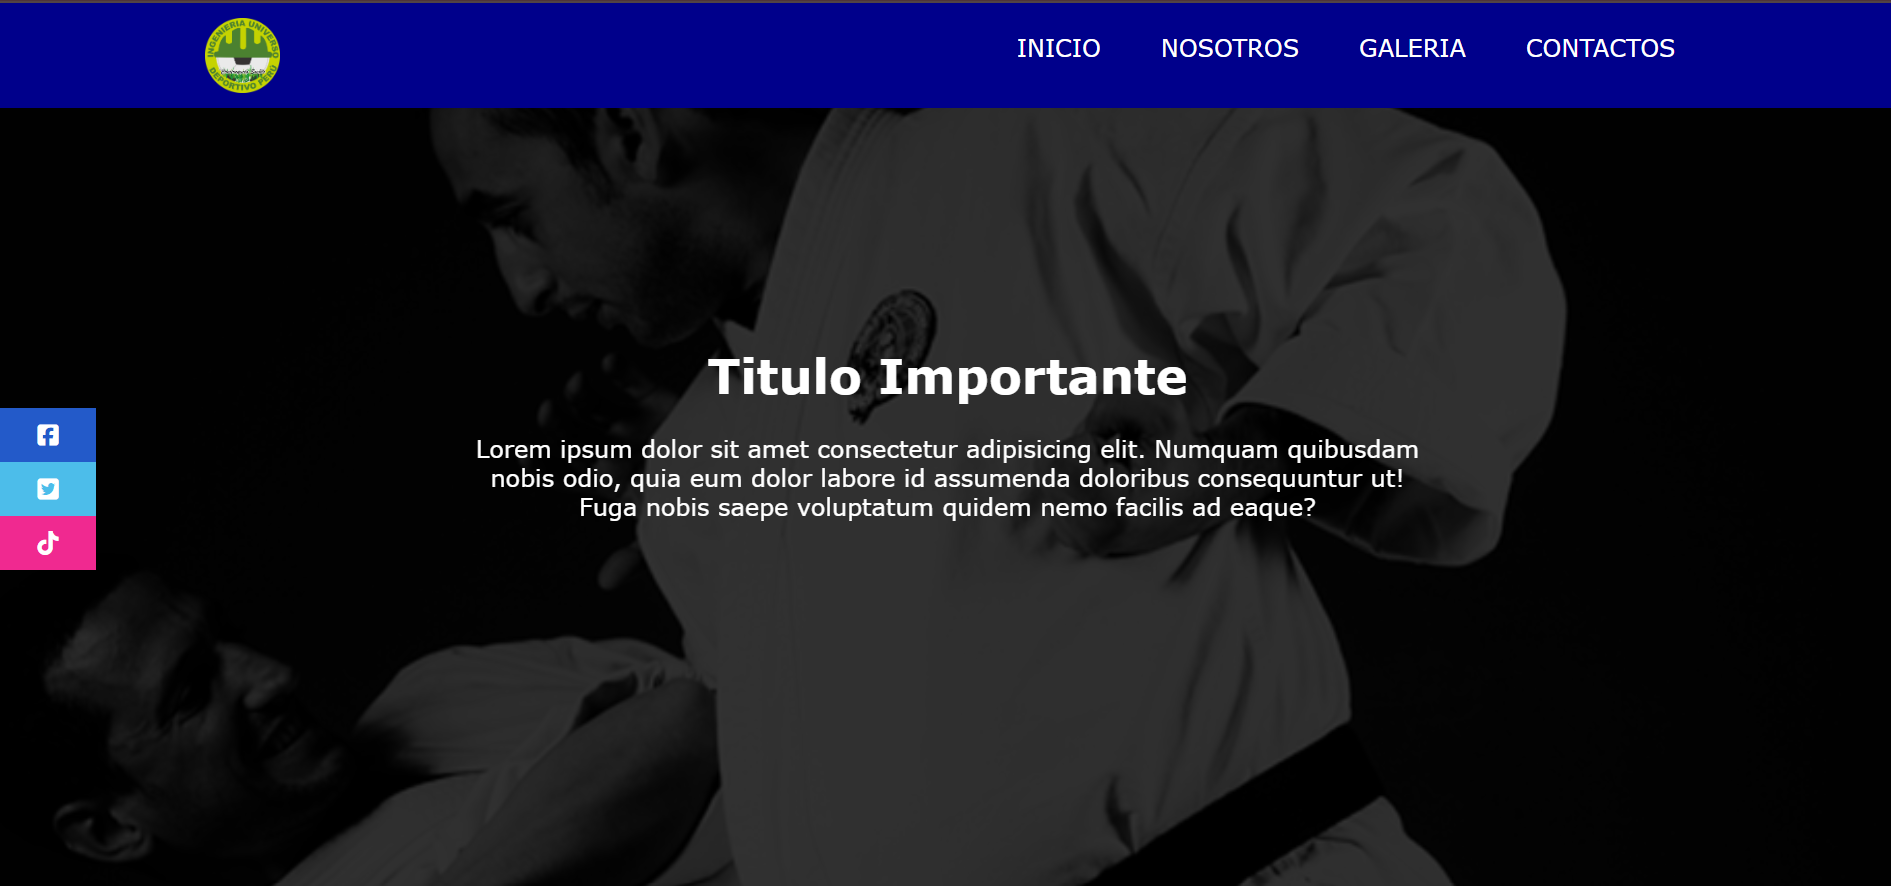 INGENIERIA UNIVERSO
DEPORTIVO PERÚ
INICIO NOSOTROS GALERIA CONTACTOS
Titulo Importante
Lorem ipsum dolor sit amet consectetur adipisicing elit. Numquam quibusdam
nobis odio, quia eum dolor labore id assumenda doloribus consequuntur ut!
Fuga nobis saepe voluptatum quidem nemo facilis ad eaque?